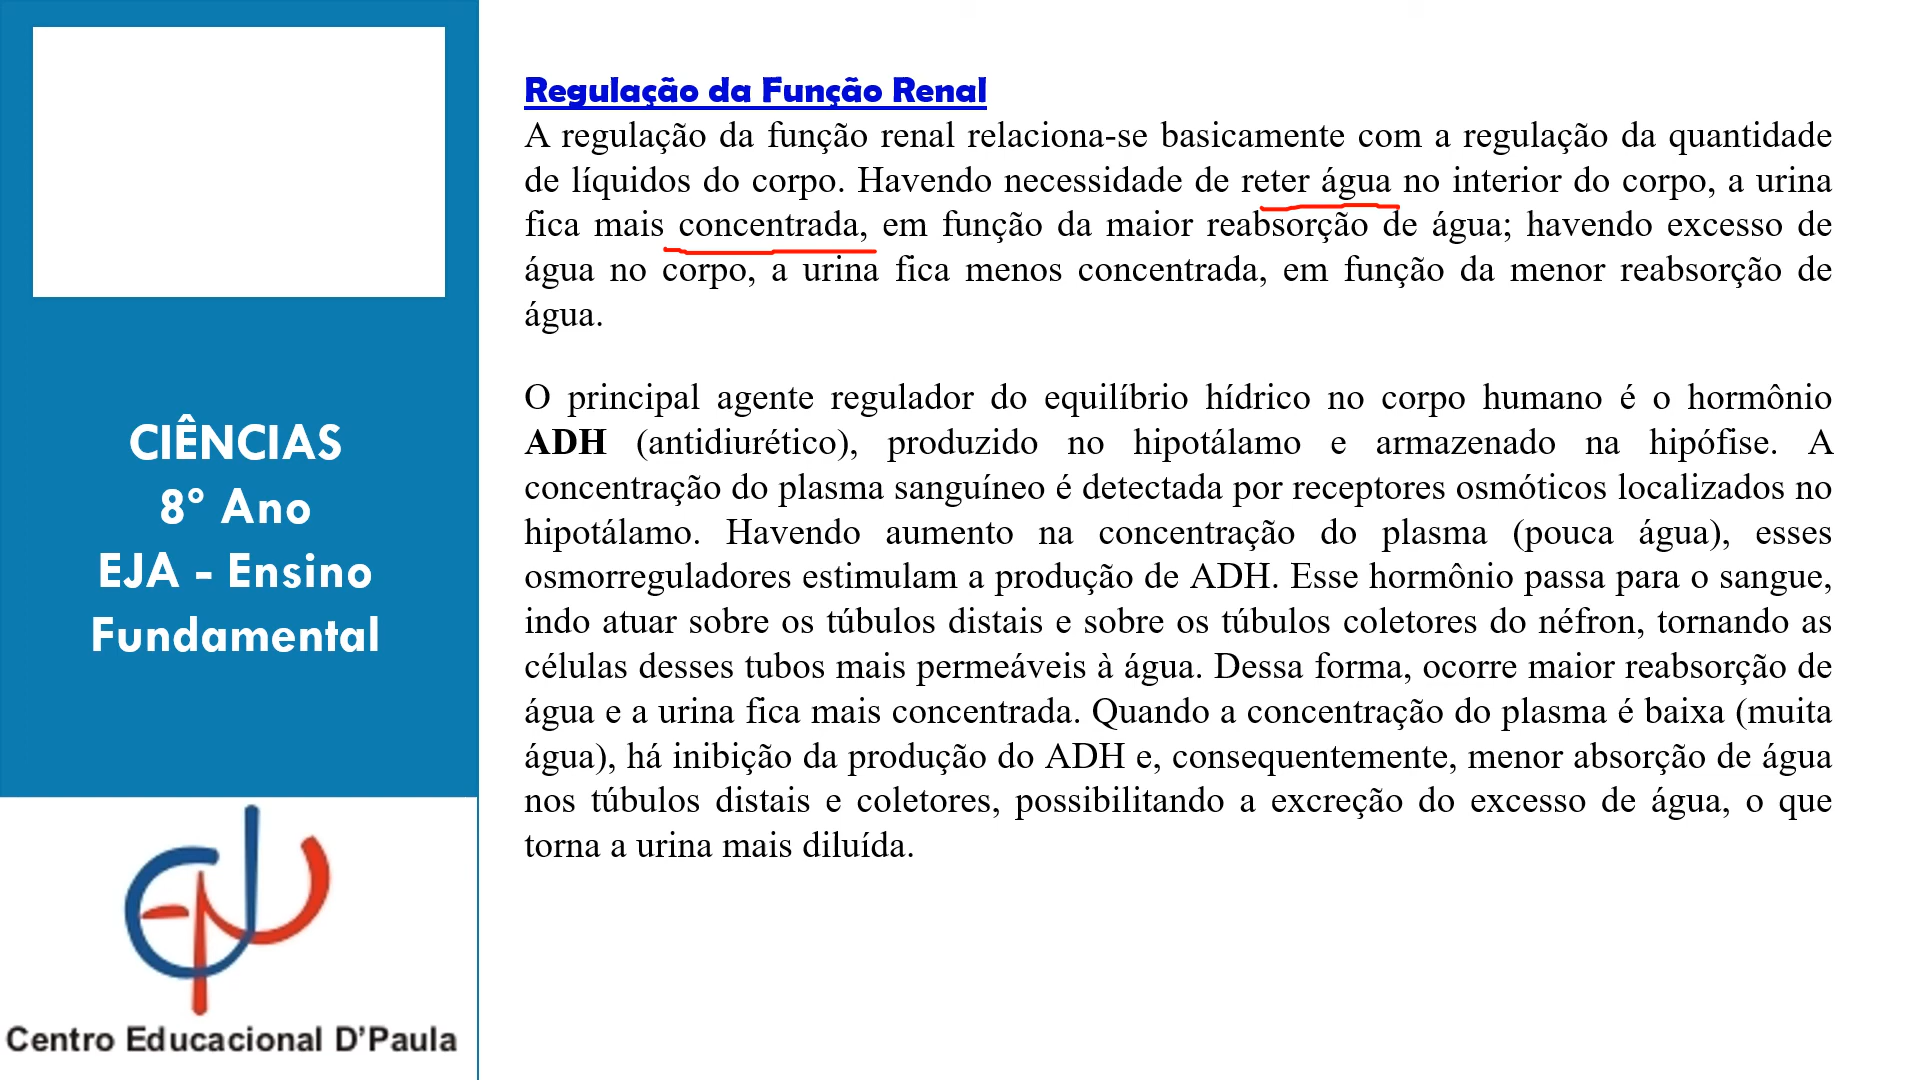 CIÊNCIAS
8° Ano
EJA - Ensino
Fundamental
Centro Educacional D'Paula
Regulação da Função Renal
A regulação da função renal relaciona-se basicamente com a regulação da quantidade
de líquidos do corpo. Havendo necessidade de reter água no interior do corpo, a urina
fica mais concentrada, em função da maior reabsorção de água; havendo excesso de
água no corpo, a urina fica menos concentrada, em função da menor reabsorção de
água.
O principal agente regulador do equilíbrio hídrico no corpo humano é o hormônio
ADH (antidiurético), produzido no hipotálamo e armazenado na hipófise. A
concentração do plasma sanguíneo é detectada por receptores osmóticos localizados no
hipotálamo. Havendo aumento na concentração do plasma (pouca água), esses
osmorreguladores estimulam a produção de ADH. Esse hormônio passa para o sangue,
indo atuar sobre os túbulos distais e sobre os túbulos coletores do néfron, tornando as
células desses tubos mais permeáveis à água. Dessa forma, ocorre maior reabsorção de
água e a urina fica mais concentrada. Quando a concentração do plasma é baixa (muita
água), há inibição da produção do ADH e, consequentemente, menor absorção de água
nos túbulos distais e coletores, possibilitando a excreção do excesso de água, o que
torna a urina mais diluída.